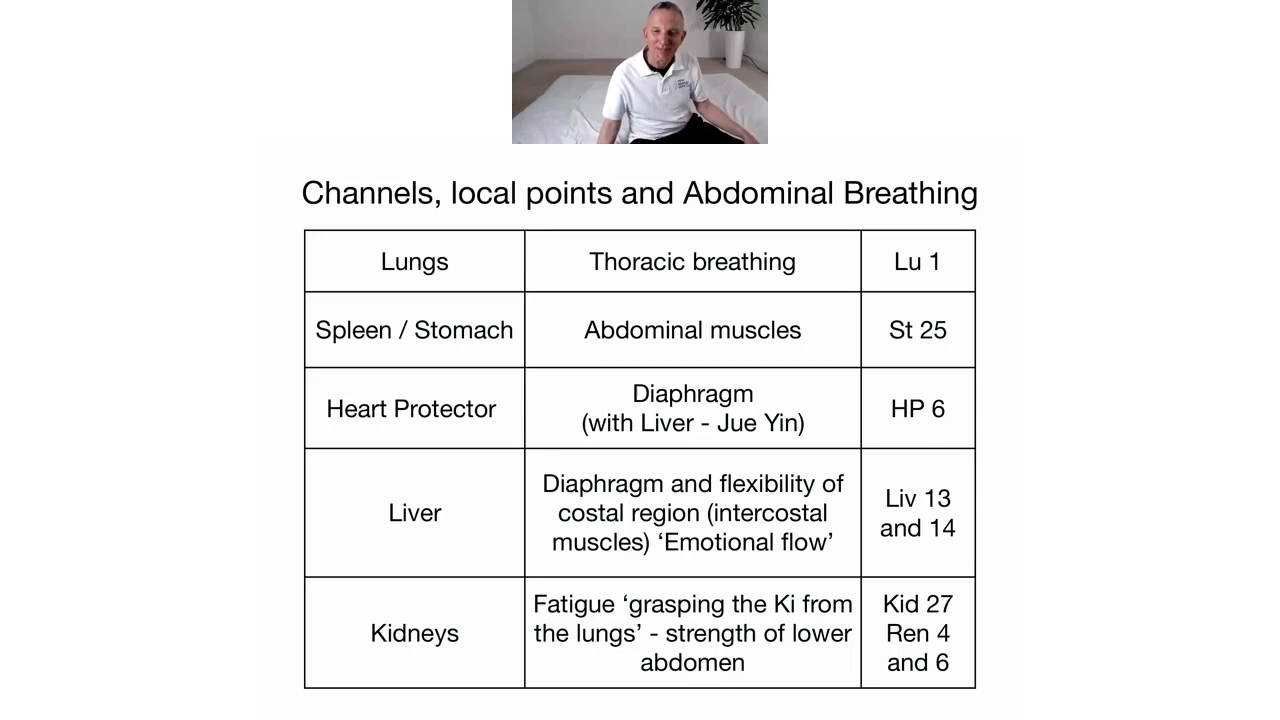 Channels, local points and Abdominal Breathing
Lungs
Thoracic breathing
Lu 1
Spleen / Stomach
Abdominal muscles
St 25
Heart Protector
Diaphragm
(with Liver - Jue Yin)
HP 6
Liver
Diaphragm and flexibility of
costal region (intercostal
muscles) ‘Emotional flow’
Liv 13
and 14
Kidneys
Fatigue ‘grasping the Ki from
the lungs’ - strength of lower
abdomen
Kid 27
Ren 4
and 6